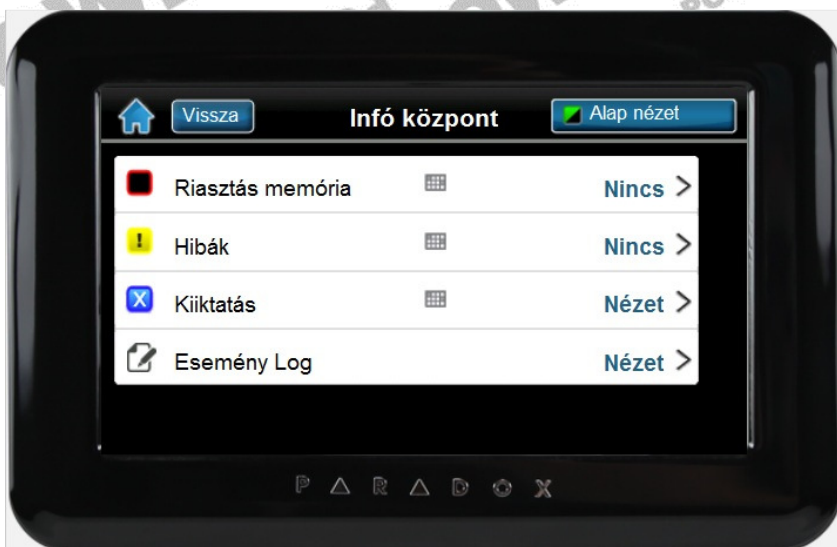 Vissza
Infó központ
Alap nézet
Riasztás memória
Nincs
Hibák
Nincs
Kiiktatás
Nézet
Esemény Log
Nézet
PARADOX